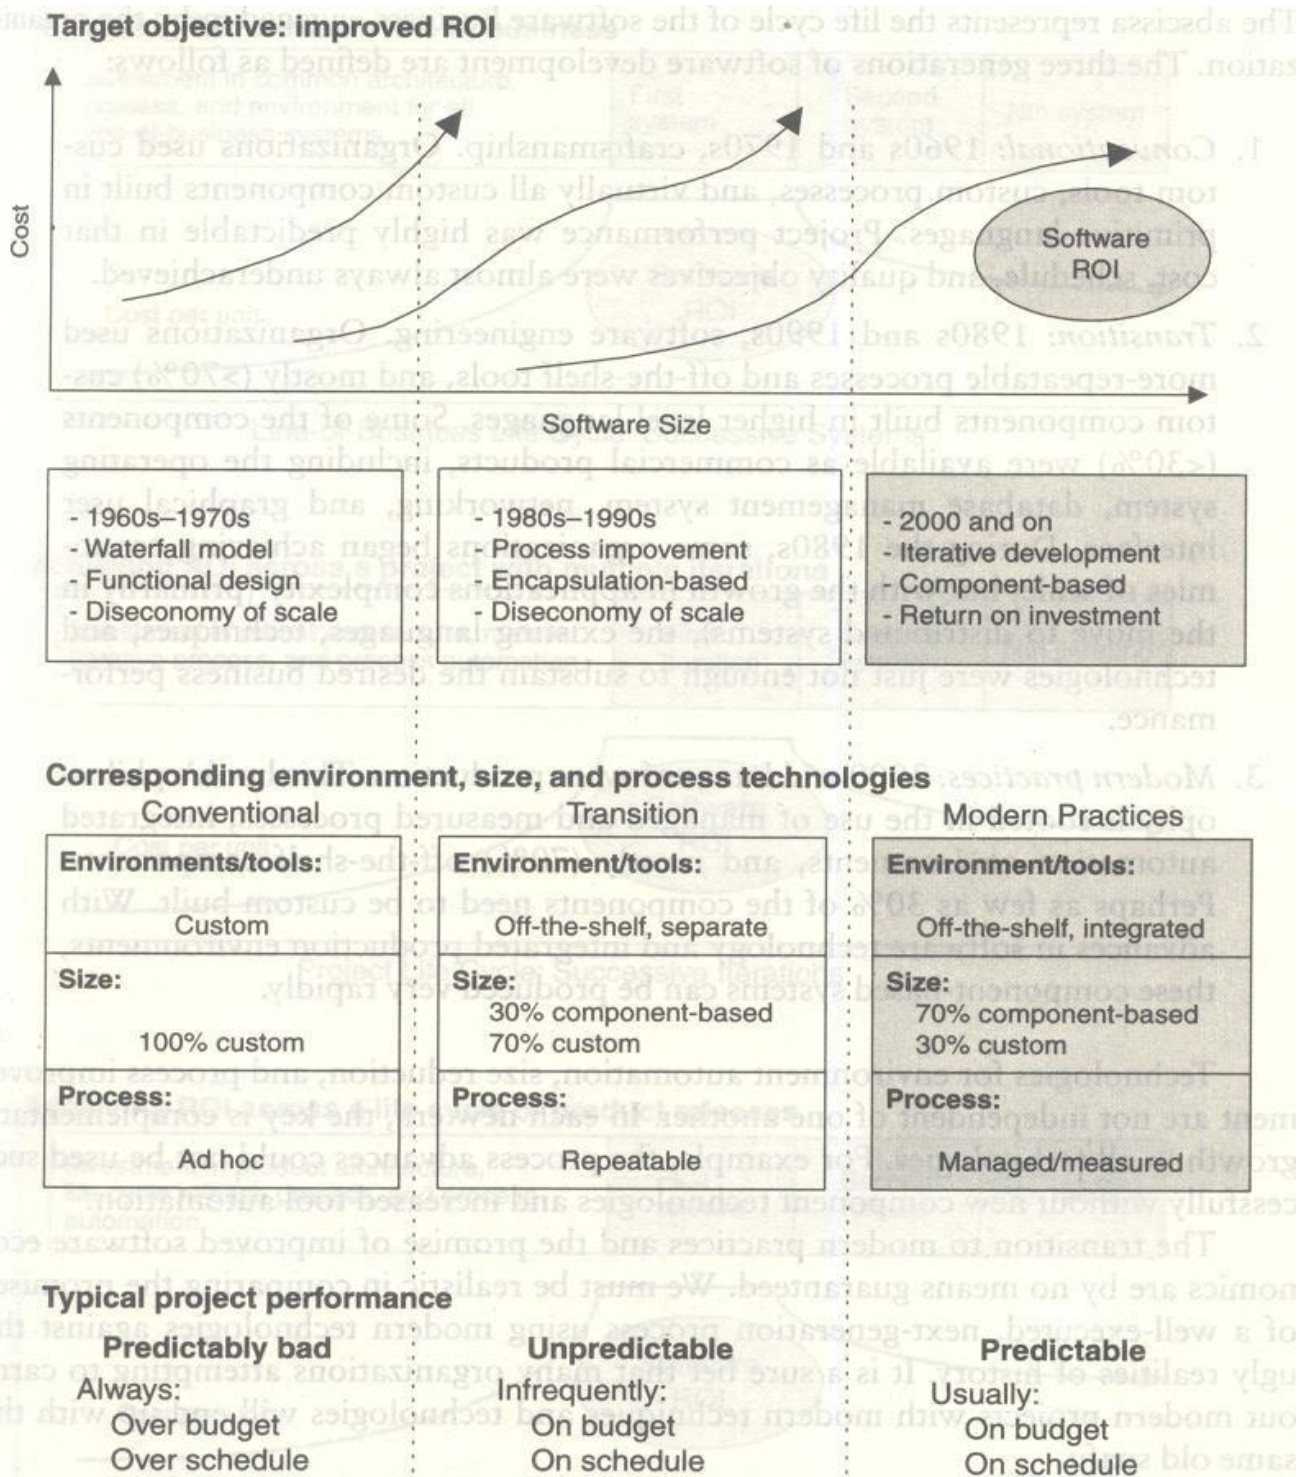 Target objective: Improved ROI
Cost
Software
ROI
Software Size
- 1960s–1970s
- Waterfall model
- Functional design
- Diseconomy of scale
- 1980s–1990s
- Process impovement
- Encapsulation-based
- Diseconomy of scale
- 2000 and on
- Iterative development
- Component-based
- Return on investment
Corresponding environment, size, and process technologies
Conventional
Environments/tools:
Custom
Size:
100% custom
Process:
Ad hoc
Transition
Environment/tools:
Off-the-shelf, separate
Size:
30% component-based
70% custom
Process:
Repeatable
Modern Practices
Environment/tools:
Off-the-shelf, integrated
Size:
70% component-based
30% custom
Process:
Managed/measured
Typical project performance
Predictably bad
Always:
Over budget
Over schedule
Unpredictable
Infrequently:
On budget
On schedule
Predictable
Usually:
On budget
On schedule